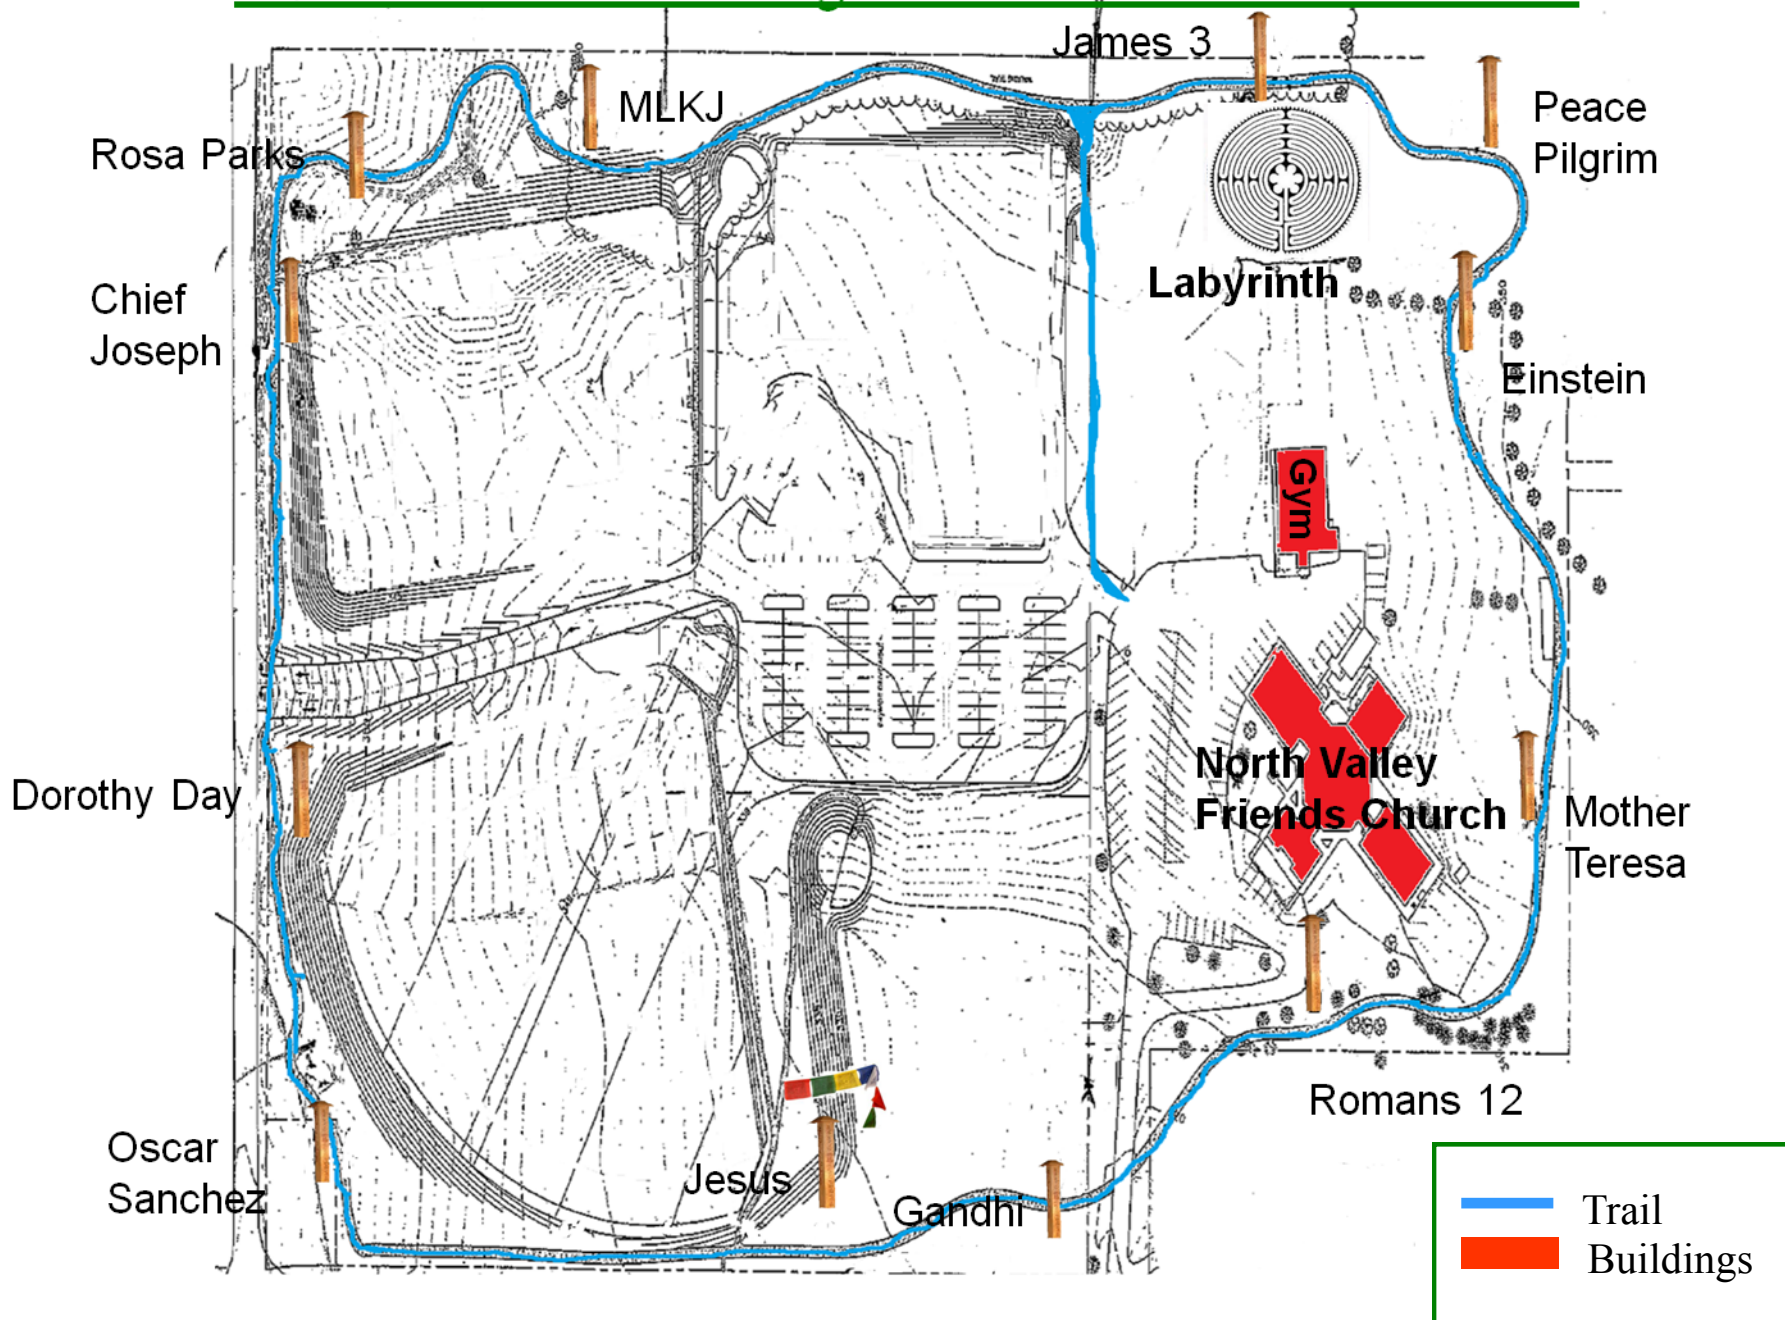 James 3
MLKJ
Peace
Pilgrim
Rosa Parks
Labyrinth
Chief
Joseph
Einstein
Gym
North Valley
Friends Church
Dorothy Day
Mother
Teresa
Romans 12
Oscar
Sanchez
Jesus
Gandhi
Trail
Buildings